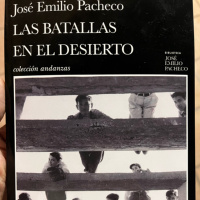 José Emilio Pacheco
LAS BATALLAS
EN EL DESIERTO
colección andanzas
JOSÉ
EMILIO
PACHECO